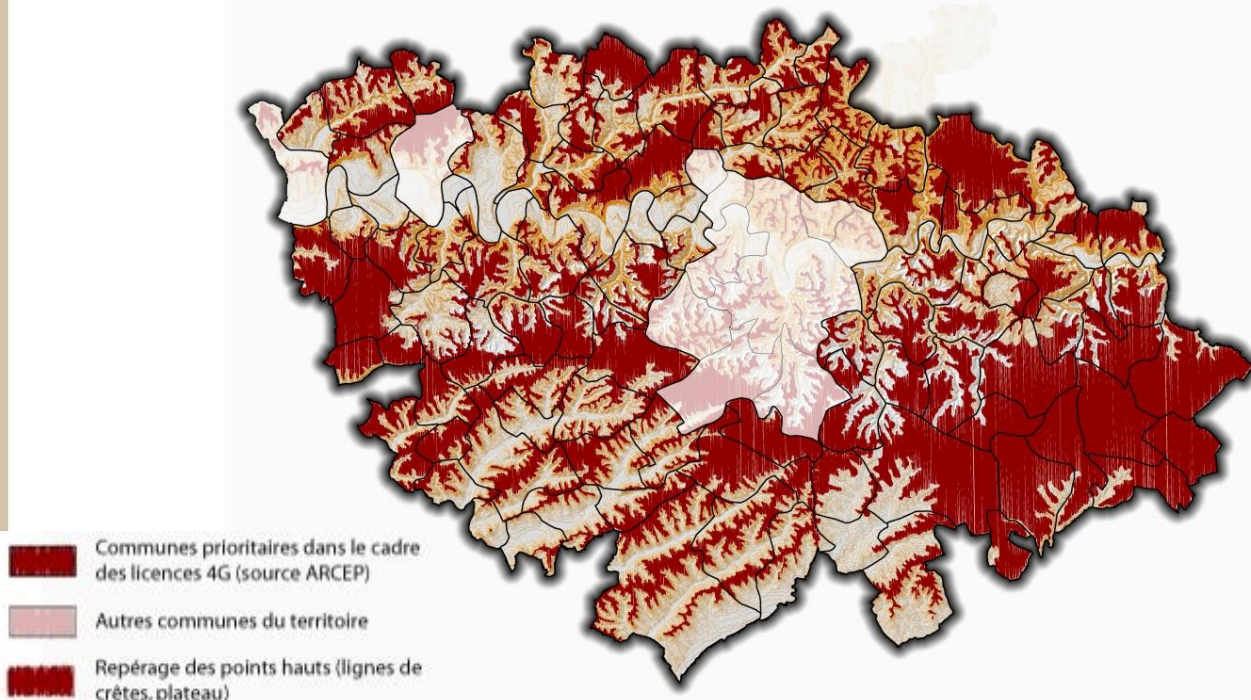 Communes prioritaires dans le cadre
des licences 4G (source ARCEP)
Autres communes du territoire
Repérage des points hauts (lignes de
crêtes, plateau)